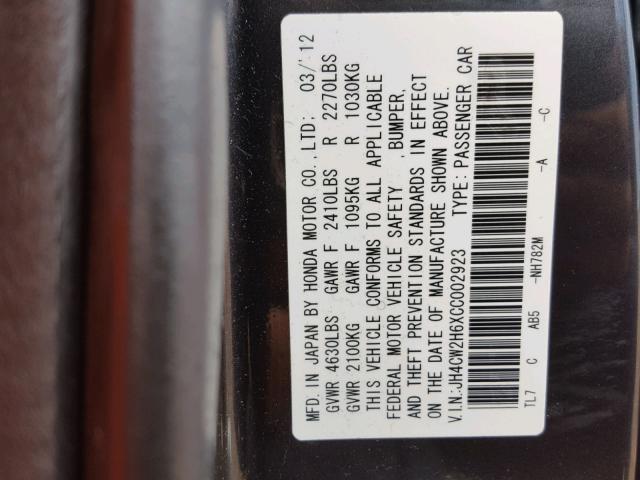 MFD. IN JAPAN BY HONDA MOTOR CO.,LTD; 03/'12
GVWR 4630LBS GAWR F 2410LBS R 2270LBS
GVWR 2100KG GAWR F 1095KG R 1030KG
THIS VEHICLE CONFORMS TO ALL APPLICABLE
FEDERAL MOTOR VEHICLE SAFETY , BUMPER,
AND THEFT PREVENTION STANDARDS IN EFFECT
ON THE DATE OF MANUFACTURE SHOWN ABOVE.
V.I.N:JH4CW2H6XCC002923 TYPE:PASSENGER CAR
TL7 C AB5 -NH782M -A -C